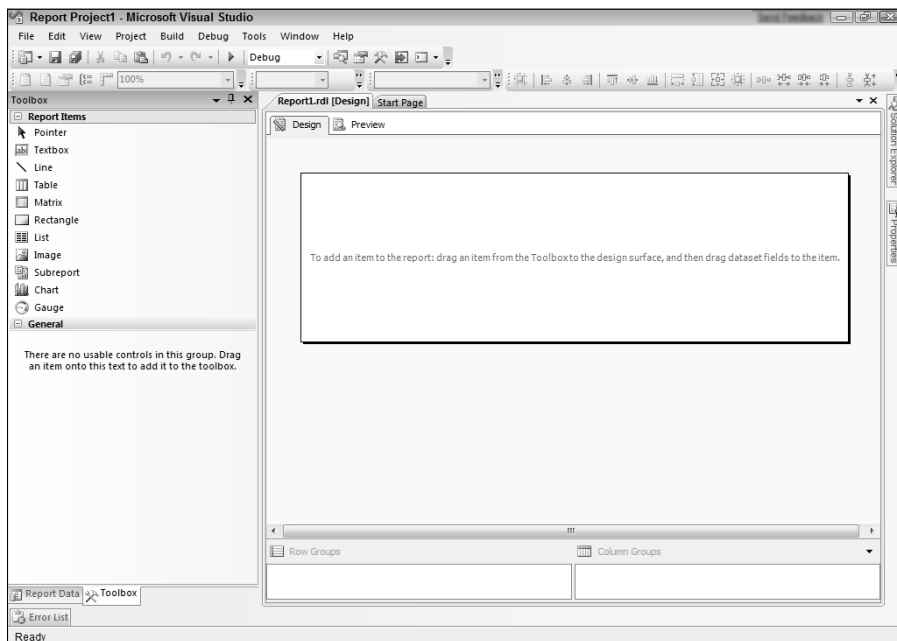 Report Project1 - Microsoft Visual Studio
Send Feedback
File Edit View Project Build Debug Tools Window Help
Debug
100%
Toolbox
Report1.rdl [Design] Start Page
Report Items
Design Preview
Pointer
Textbox
Line
Table
Matrix
Rectangle
List
Image
Subreport
Chart
Gauge
General
There are no usable controls in this group. Drag
an item onto this text to add it to the toolbox.
To add an item to the report: drag an item from the Toolbox to the design surface, and then drag dataset fields to the item.
Solution Explorer
Properties
Row Groups
Column Groups
Report Data Toolbox
Error List
Ready